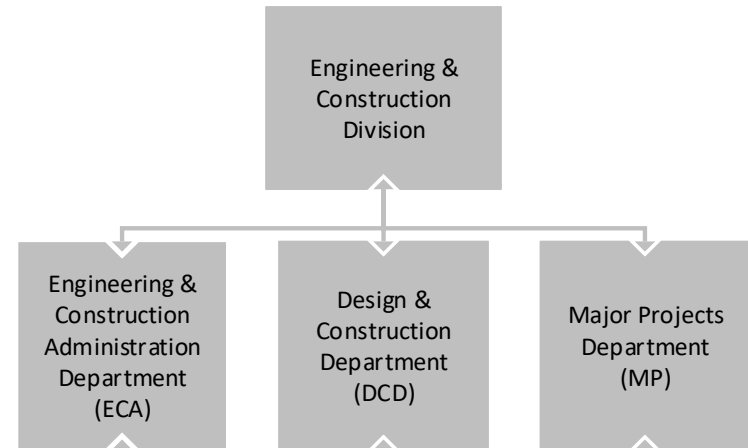 Engineering &
Construction
Division
Engineering &
Construction
Administration
Department
(ECA)
Design &
Construction
Department
(DCD)
Major Projects
Department
(MP)